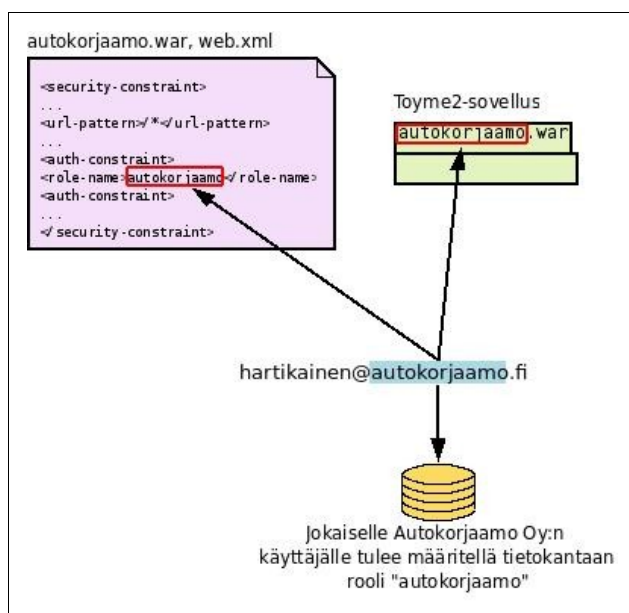 autokorjaamo.war, web.xml
<security-constraint>
...
<url-pattern>/*</url-pattern>
...
<auth-constraint>
<role-name>autokorjaamo</role-name>
<auth-constraint>
...
</security-constraint>
Toyme2-sovellus
autokorjaamo.war
hartikainen@autokorjaamo.fi
Jokaiselle Autokorjaamo Oy:n
käyttäjälle tulee määritellä tietokantaan
rooli "autokorjaamo"